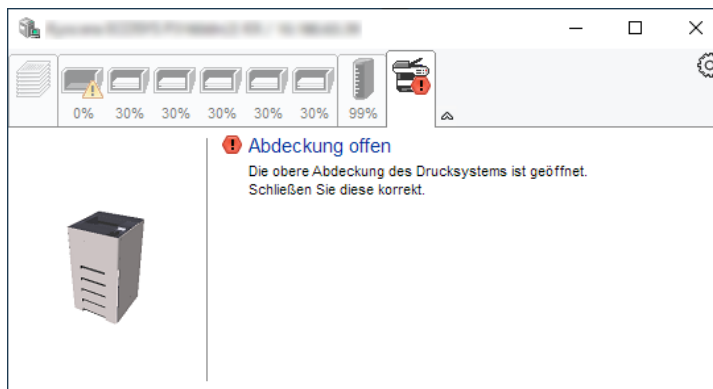 0% 30% 30% 30% 30% 30% 99%
Abdeckung offen
Die obere Abdeckung des Drucksystems ist geöffnet.
Schließen Sie diese korrekt.